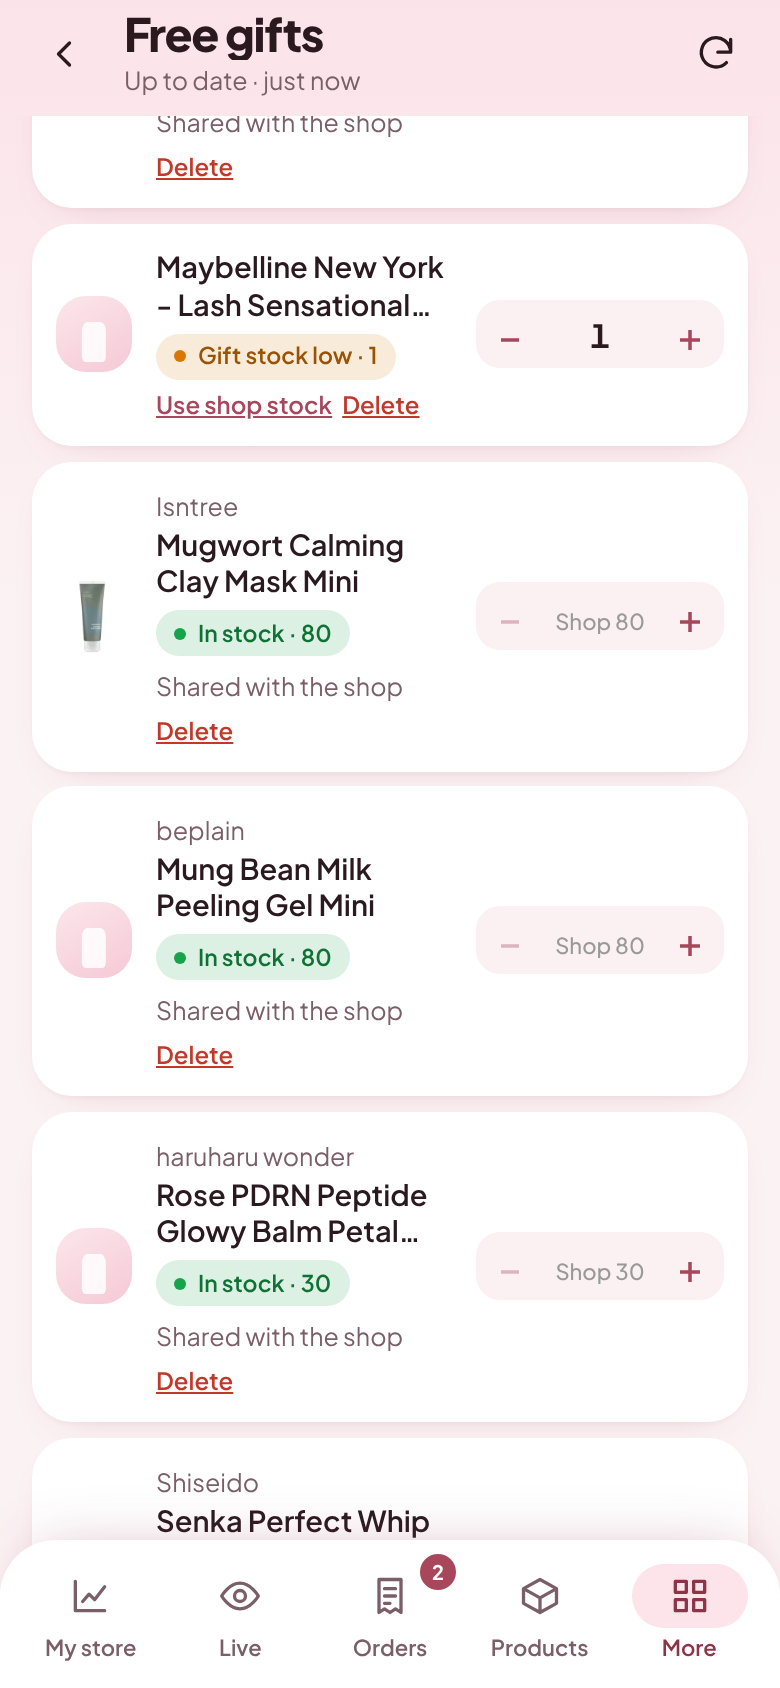 Free gifts
Up to date · just now
Shared with the shop
Delete
Maybelline New York
– Lash Sensational...
Gift stock low · 1
Use shop stock Delete
− 1 +
Isntree
Mugwort Calming
Clay Mask Mini
In stock · 80
Shared with the shop
Delete
− Shop 80 +
beplain
Mung Bean Milk
Peeling Gel Mini
In stock · 80
Shared with the shop
Delete
− Shop 80 +
haruharu wonder
Rose PDRN Peptide
Glowy Balm Petal...
In stock · 30
Shared with the shop
Delete
− Shop 30 +
Shiseido
Senka Perfect Whip
2
My store
Live
Orders
Products
More